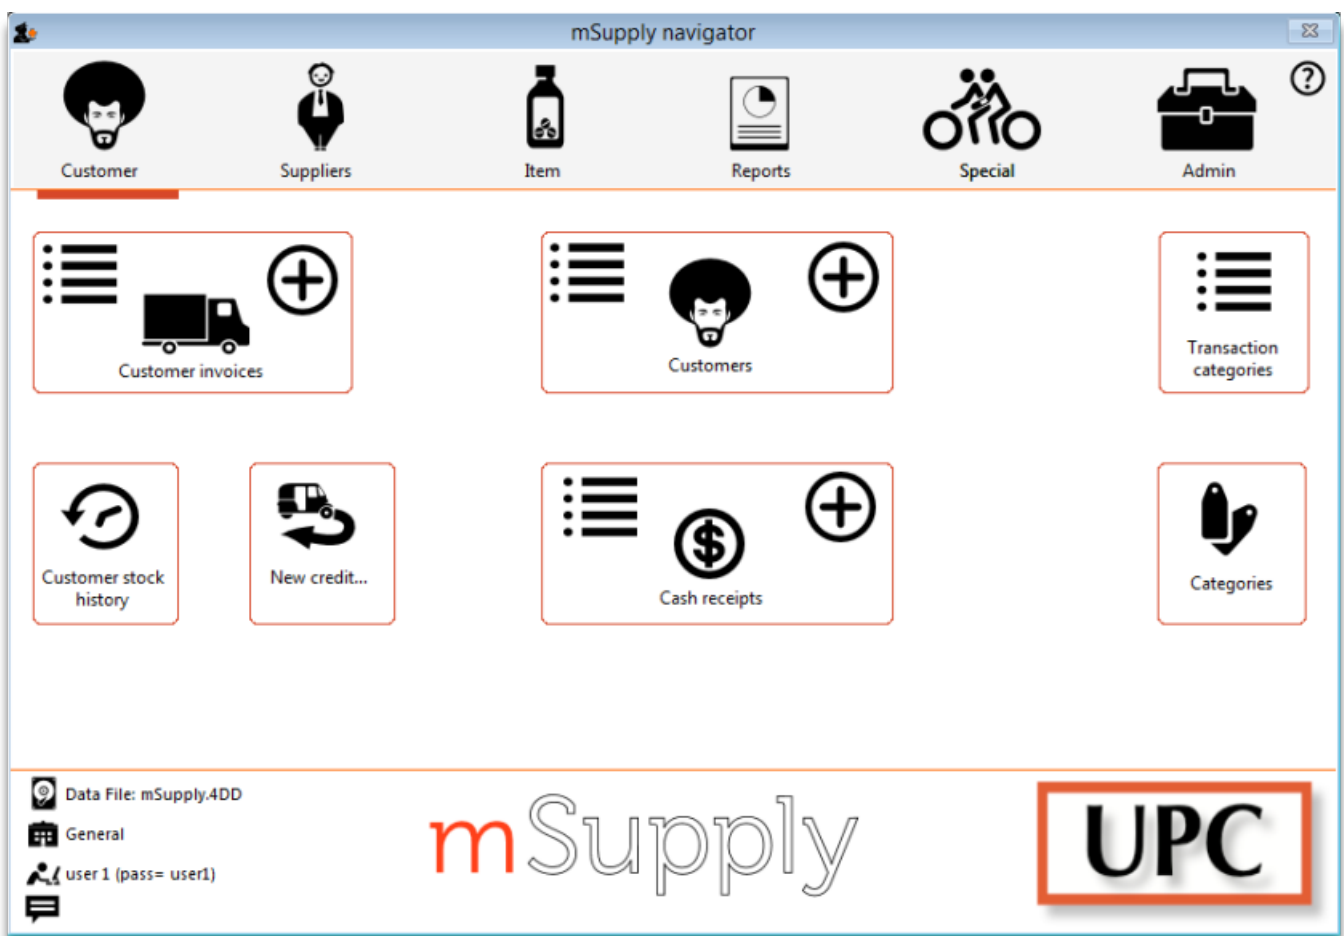 mSupply navigator
Customer
Suppliers
Item
Reports
Special
Admin
?
Customer invoices
Customers
Transaction
categories
Customer stock
history
New credit...
$
Cash receipts
Categories
Data File: mSupply.4DD
General
user 1 (pass= user1)
mSupply
UPC